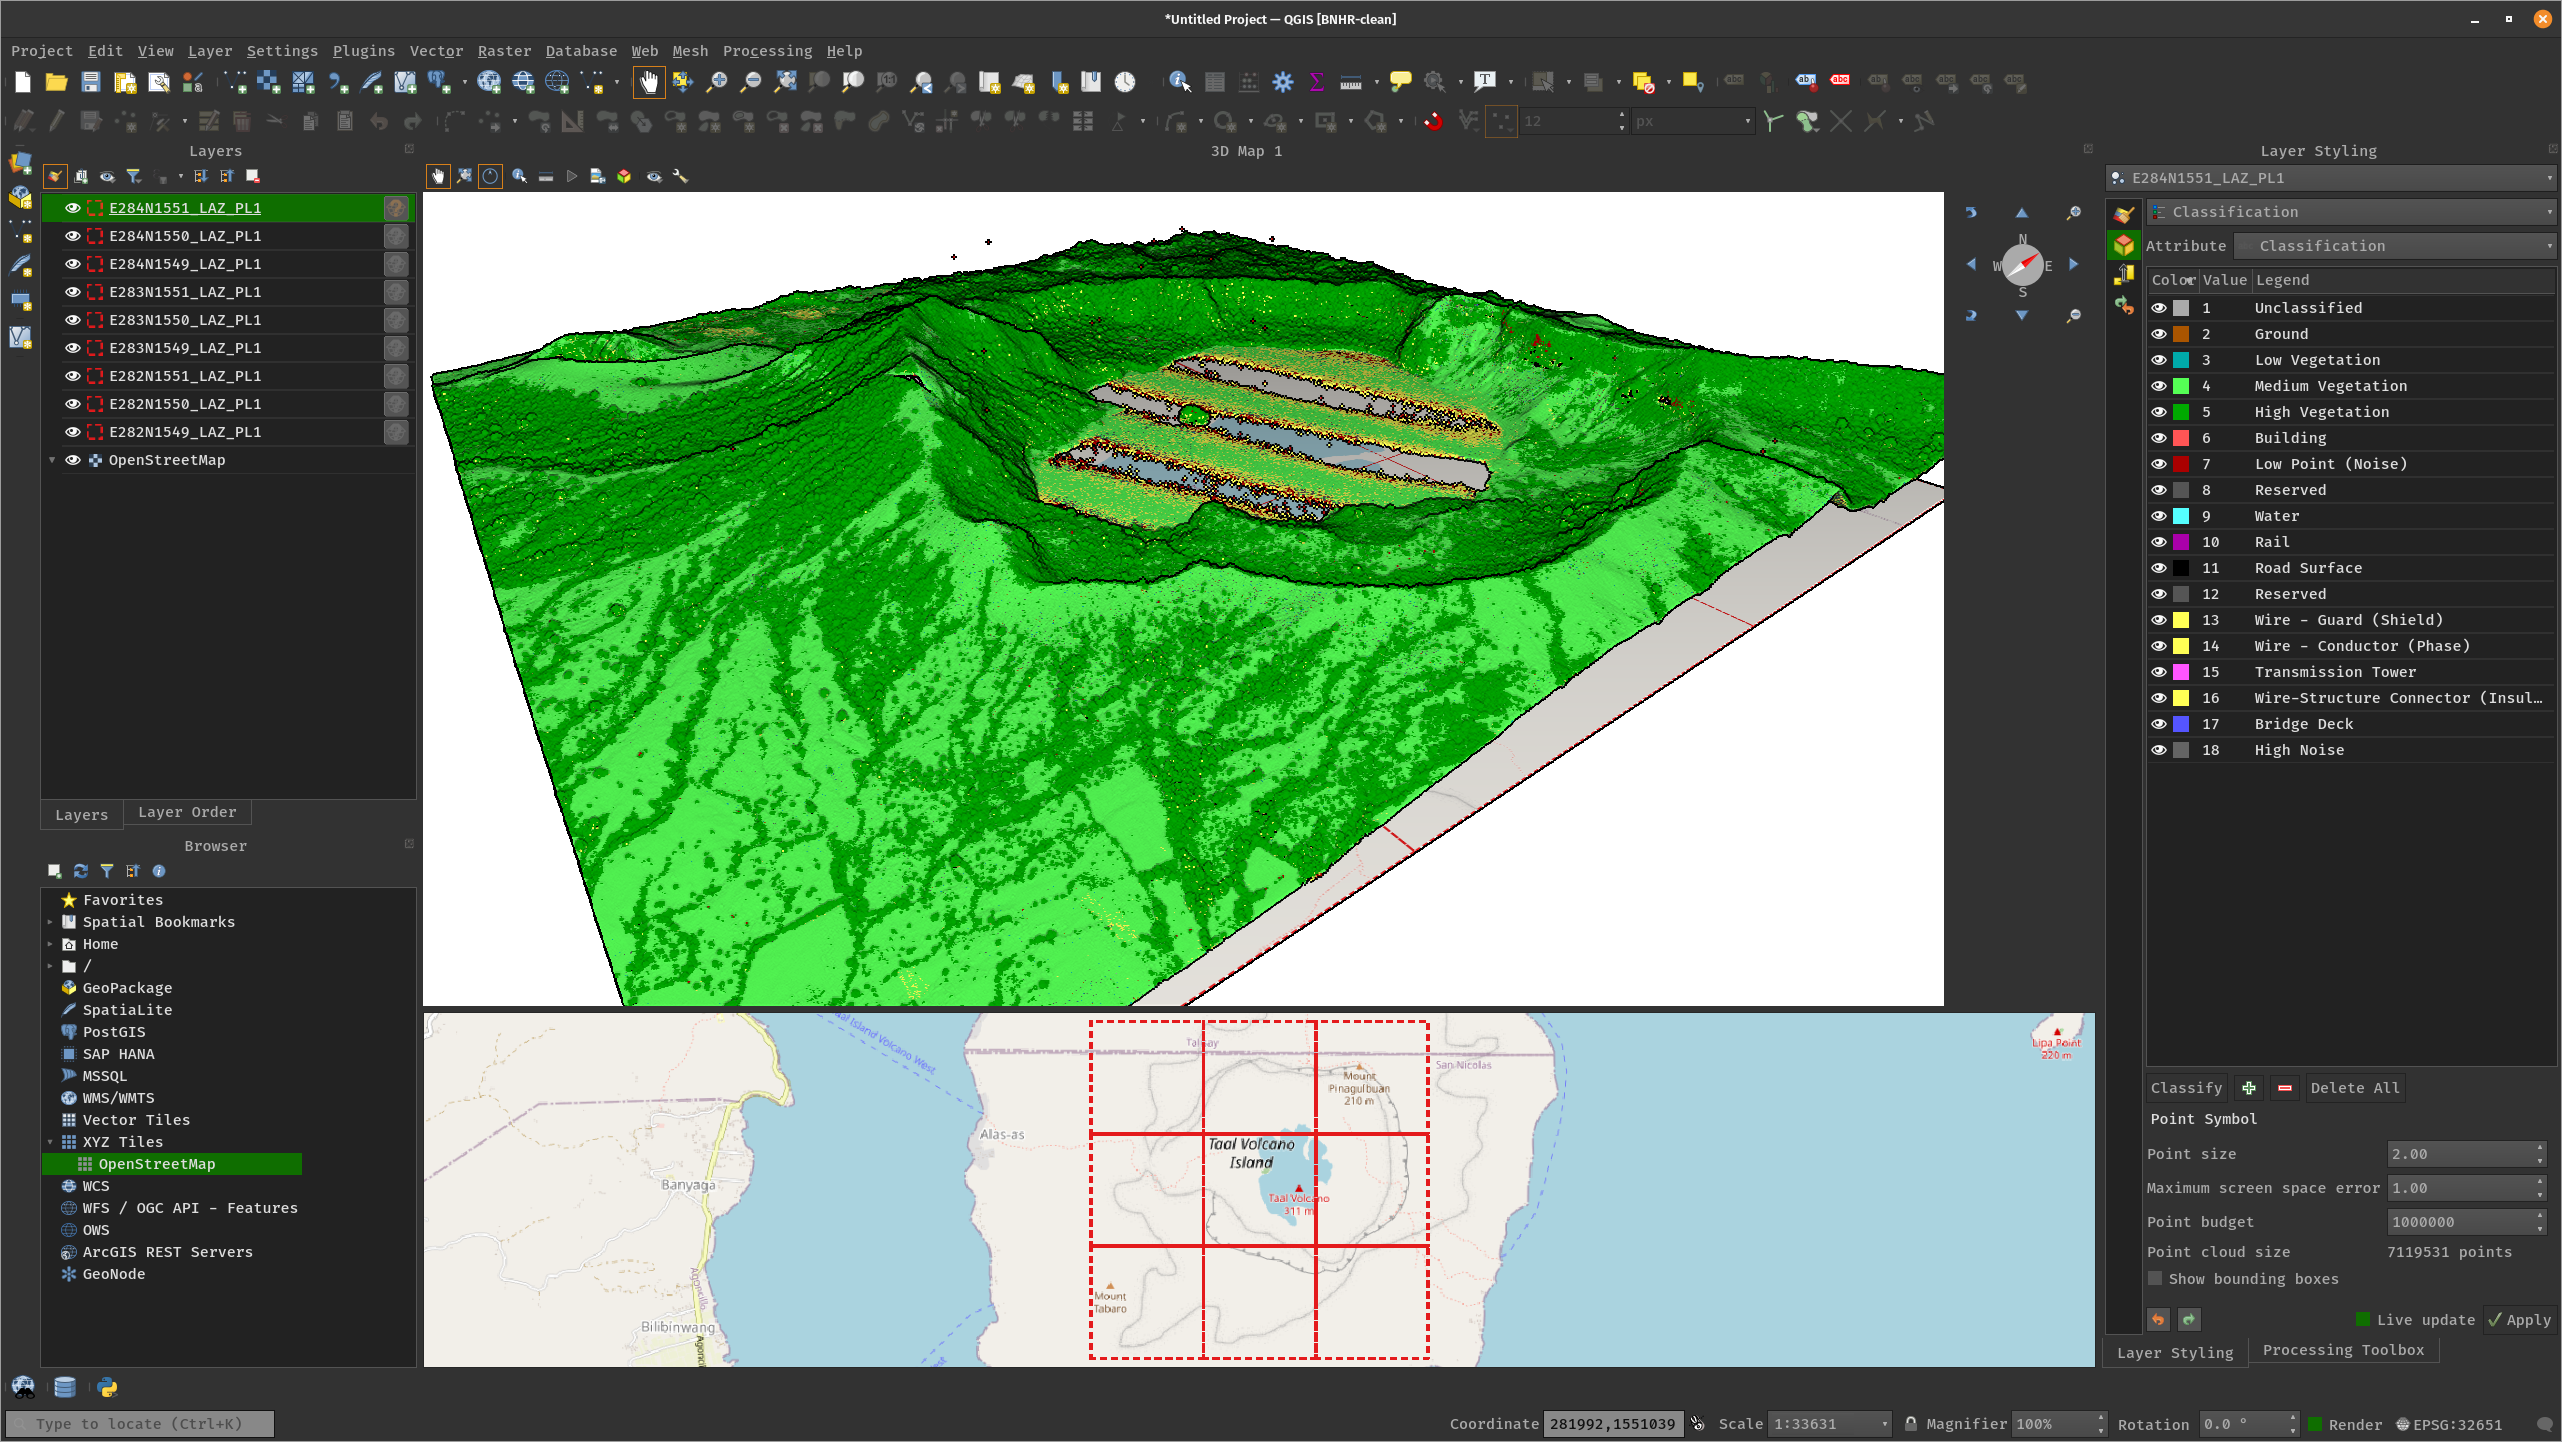 *Untitled Project — QGIS [BNHR-clean]
Project Edit View Layer Settings Plugins Vector Raster Database Web Mesh Processing Help
12 px
Layers
E284N1551_LAZ_PL1
E284N1550_LAZ_PL1
E284N1549_LAZ_PL1
E283N1551_LAZ_PL1
E283N1550_LAZ_PL1
E283N1549_LAZ_PL1
E282N1551_LAZ_PL1
E282N1550_LAZ_PL1
E282N1549_LAZ_PL1
OpenStreetMap
Layers Layer Order
Browser
Favorites
Spatial Bookmarks
Home
/
GeoPackage
SpatiaLite
PostGIS
SAP HANA
MSSQL
WMS/WMTS
Vector Tiles
XYZ Tiles
OpenStreetMap
WCS
WFS / OGC API - Features
OWS
ArcGIS REST Servers
GeoNode
3D Map 1
N
W E
S
Taal Island Volcano West
Talisay
San Nicolas
Lipa Point
220 m
Mount
Pinagulbuan
210 m
Alas-as
Taal Volcano
Island
Taal Volcano
311 m
Banyaga
Mount
Tabaro
Agoncillo
Bilibinwang
Layer Styling
E284N1551_LAZ_PL1
Classification
Attribute Classification
Color Value Legend
1 Unclassified
2 Ground
3 Low Vegetation
4 Medium Vegetation
5 High Vegetation
6 Building
7 Low Point (Noise)
8 Reserved
9 Water
10 Rail
11 Road Surface
12 Reserved
13 Wire - Guard (Shield)
14 Wire - Conductor (Phase)
15 Transmission Tower
16 Wire-Structure Connector (Insul…
17 Bridge Deck
18 High Noise
Classify Delete All
Point Symbol
Point size 2.00
Maximum screen space error 1.00
Point budget 1000000
Point cloud size 7119531 points
Show bounding boxes
Live update Apply
Layer Styling Processing Toolbox
Type to locate (Ctrl+K)
Coordinate 281992,1551039 Scale 1:33631 Magnifier 100% Rotation 0.0 ° Render EPSG:32651